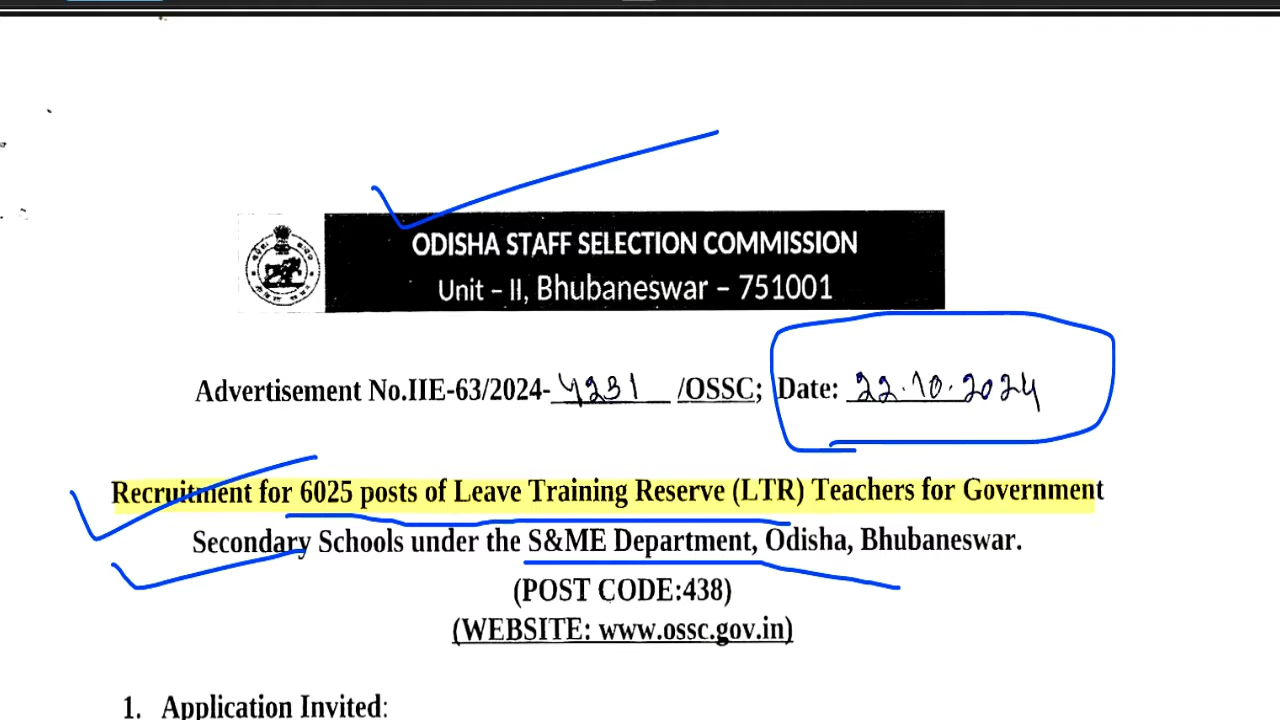 ODISHA STAFF SELECTION COMMISSION
Unit – II, Bhubaneswar – 751001
Advertisement No.IIE-63/2024- 4231 /OSSC; Date: 22.10.2024
Recruitment for 6025 posts of Leave Training Reserve (LTR) Teachers for Government
Secondary Schools under the S&ME Department, Odisha, Bhubaneswar.
(POST CODE:438)
(WEBSITE: www.ossc.gov.in)
1. Application Invited: